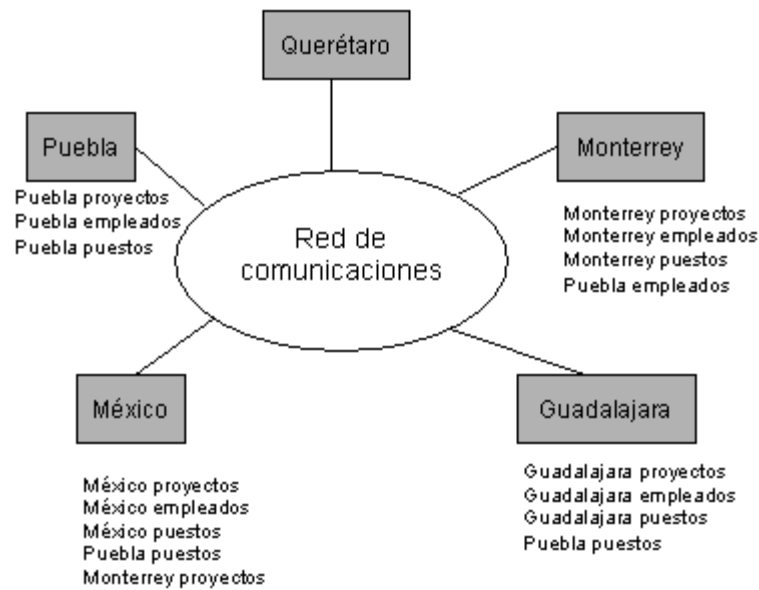 Querétaro
Puebla
Puebla proyectos
Puebla empleados
Puebla puestos
Monterrey
Monterrey proyectos
Monterrey empleados
Monterrey puestos
Puebla empleados
Red de
comunicaciones
México
México proyectos
México empleados
México puestos
Puebla puestos
Monterrey proyectos
Guadalajara
Guadalajara proyectos
Guadalajara empleados
Guadalajara puestos
Puebla puestos